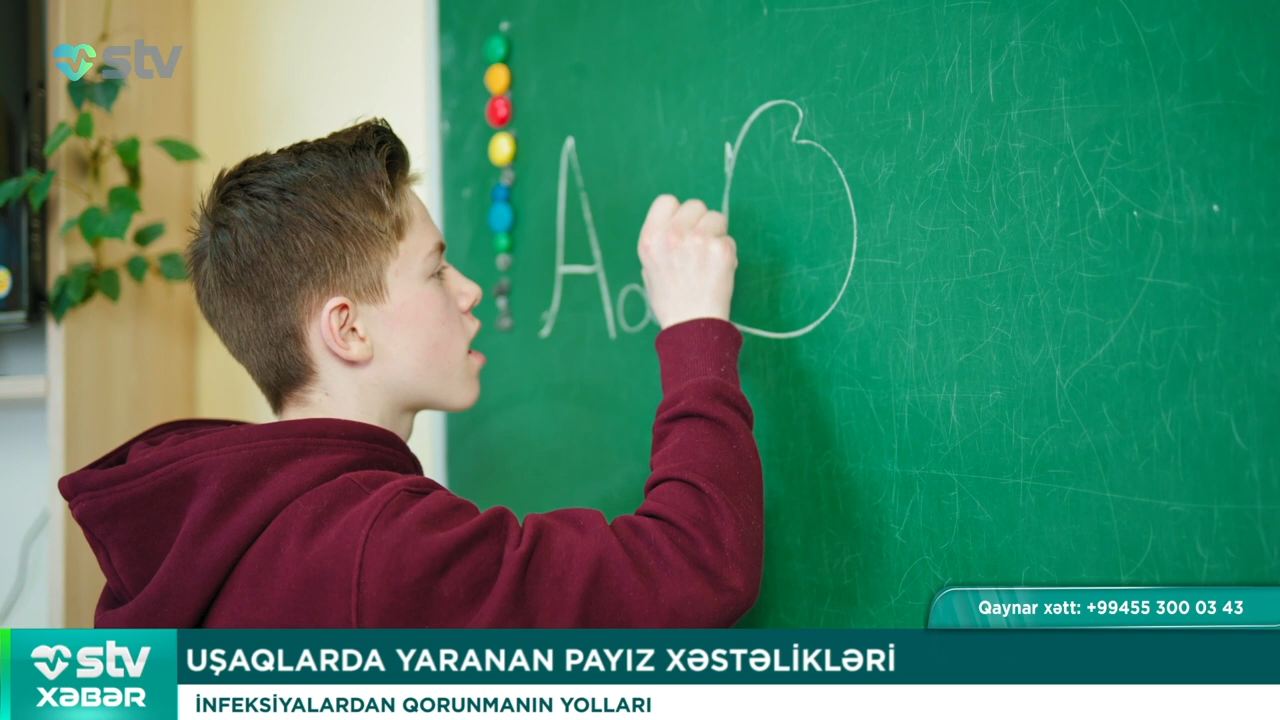 stv
Aa
Qaynar xətt: +99455 300 03 43
stv
XƏBƏR
UŞAQLARDA YARANAN PAYIZ XƏSTƏLİKLƏRİ
İNFEKSİYALARDAN QORUNMANIN YOLLARI